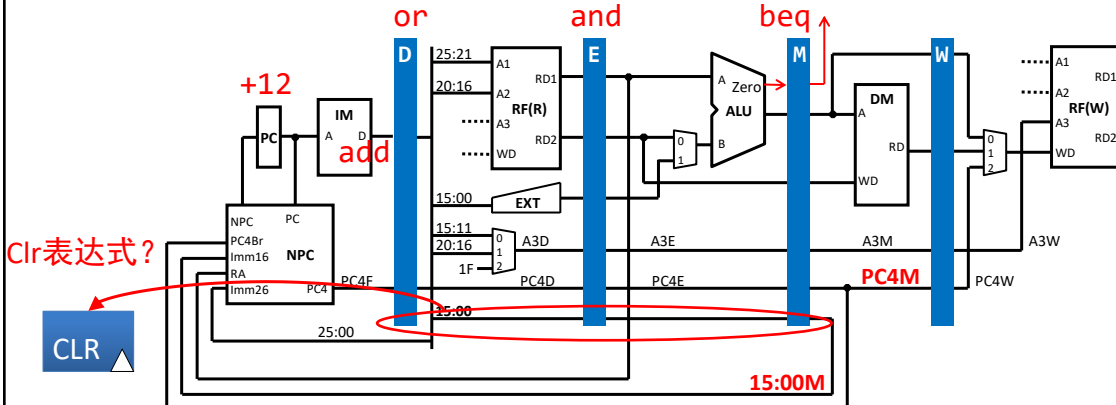 or and beq
D E M W
+12
25:21
20:16
A1
A2
A3
WD
RD1
RD2
RF(R)
A
B
Zero
ALU
0
1
DM
A
RD
WD
0
1
2
A1
A2
A3
WD
RD1
RD2
RF(W)
PC
IM
A D
add
15:00
EXT
NPC
PC
PC4Br
Imm16
NPC
RA
Imm26
PC4
Clr表达式?
15:11
20:16
1F
0
1
2
A3D
A3E
A3M
A3W
PC4F
PC4D
PC4E
PC4M
PC4W
15:00
25:00
CLR
15:00M